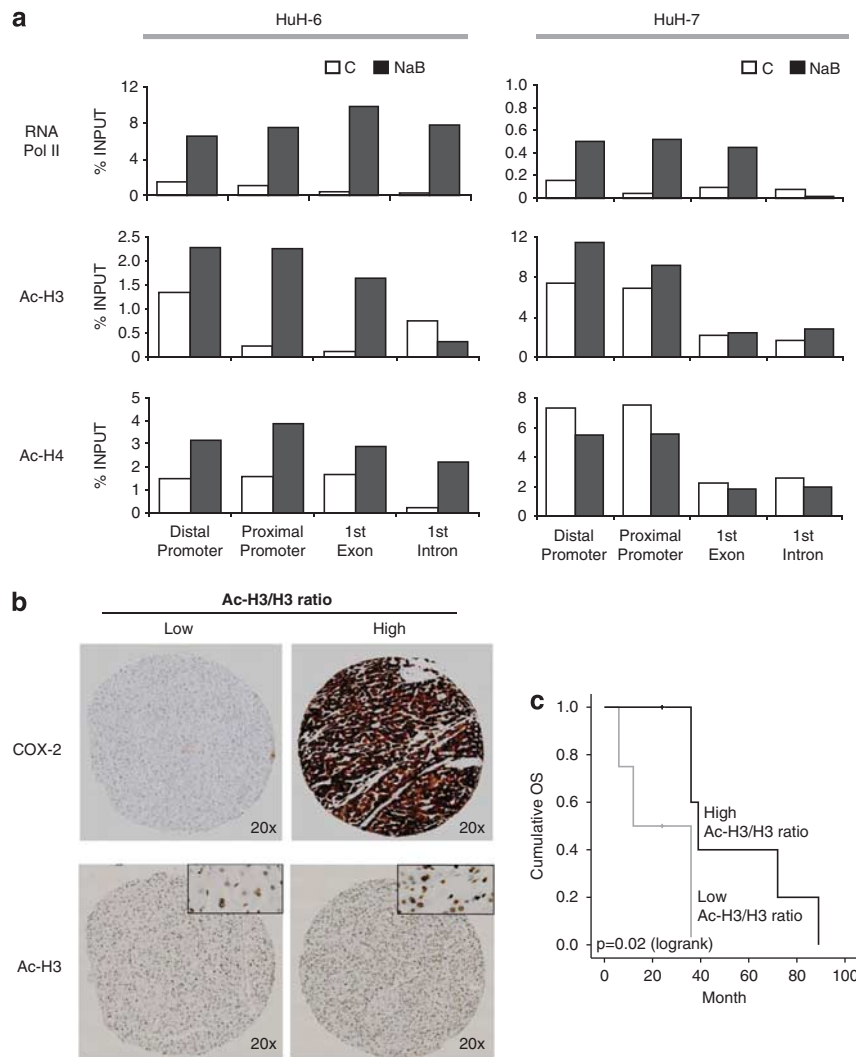 a
HuH-6
HuH-7
C NaB
C NaB
RNA
Pol II
% INPUT
12
8
4
0
1.0
0.8
0.6
0.4
0.2
0
Ac-H3
% INPUT
2.5
2.0
1.5
1.0
0.5
0
12
8
4
0
Ac-H4
% INPUT
5
4
3
2
1
0
8
6
4
2
0
Distal
Promoter
Proximal
Promoter
1st
Exon
1st
Intron
Distal
Promoter
Proximal
Promoter
1st
Exon
1st
Intron
b
Ac-H3/H3 ratio
Low
High
COX-2
20x
20x
Ac-H3
20x
20x
c
Cumulative OS
1.0
0.8
0.6
0.4
0.2
0.0
High
Ac-H3/H3 ratio
Low
Ac-H3/H3 ratio
p=0.02 (logrank)
0 20 40 60 80 100
Month